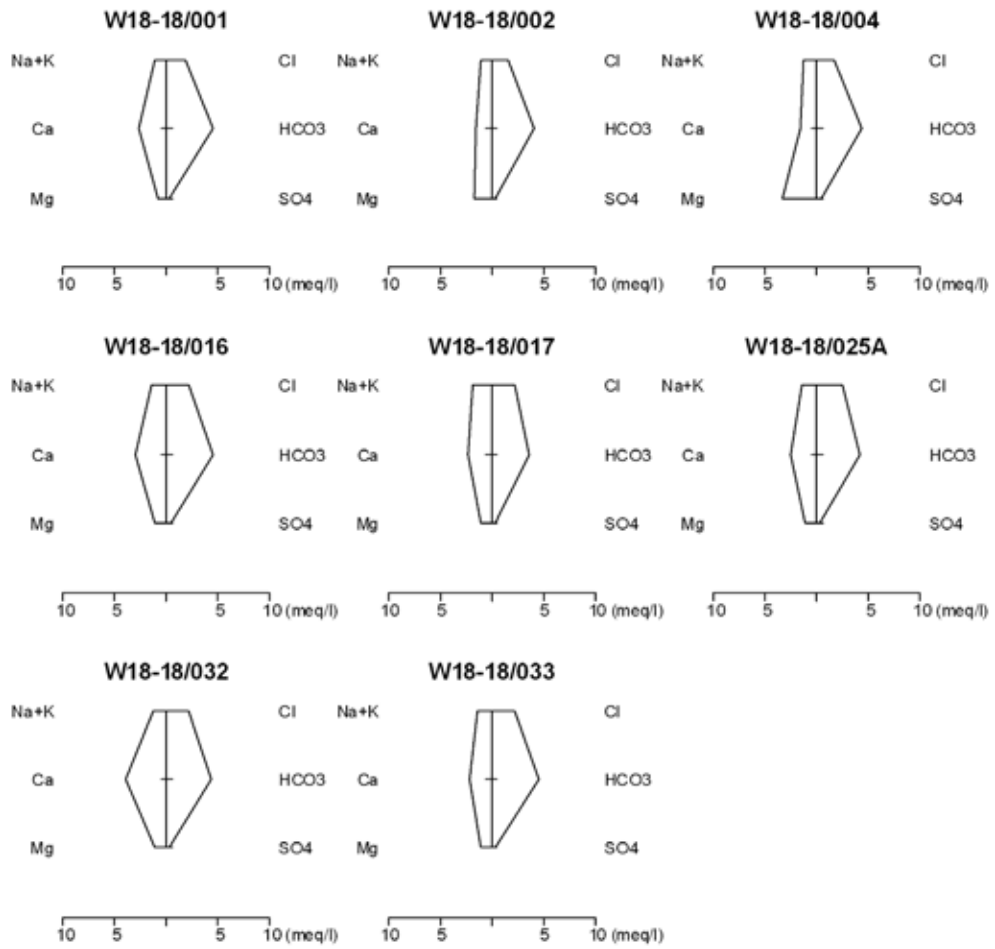 W18-18/001 W18-18/002 W18-18/004
Na+K Cl Na+K Cl Na+K Cl
Ca HCO3 Ca HCO3 Ca HCO3
Mg SO4 Mg SO4 Mg SO4
10 5 5 10 (meq/l) 10 5 5 10 (meq/l) 10 5 5 10 (meq/l)
W18-18/016 W18-18/017 W18-18/025A
Na+K Cl Na+K Cl Na+K Cl
Ca HCO3 Ca HCO3 Ca HCO3
Mg SO4 Mg SO4 Mg SO4
10 5 5 10 (meq/l) 10 5 5 10 (meq/l) 10 5 5 10 (meq/l)
W18-18/032 W18-18/033
Na+K Cl Na+K Cl
Ca HCO3 Ca HCO3
Mg SO4 Mg SO4
10 5 5 10 (meq/l) 10 5 5 10 (meq/l)